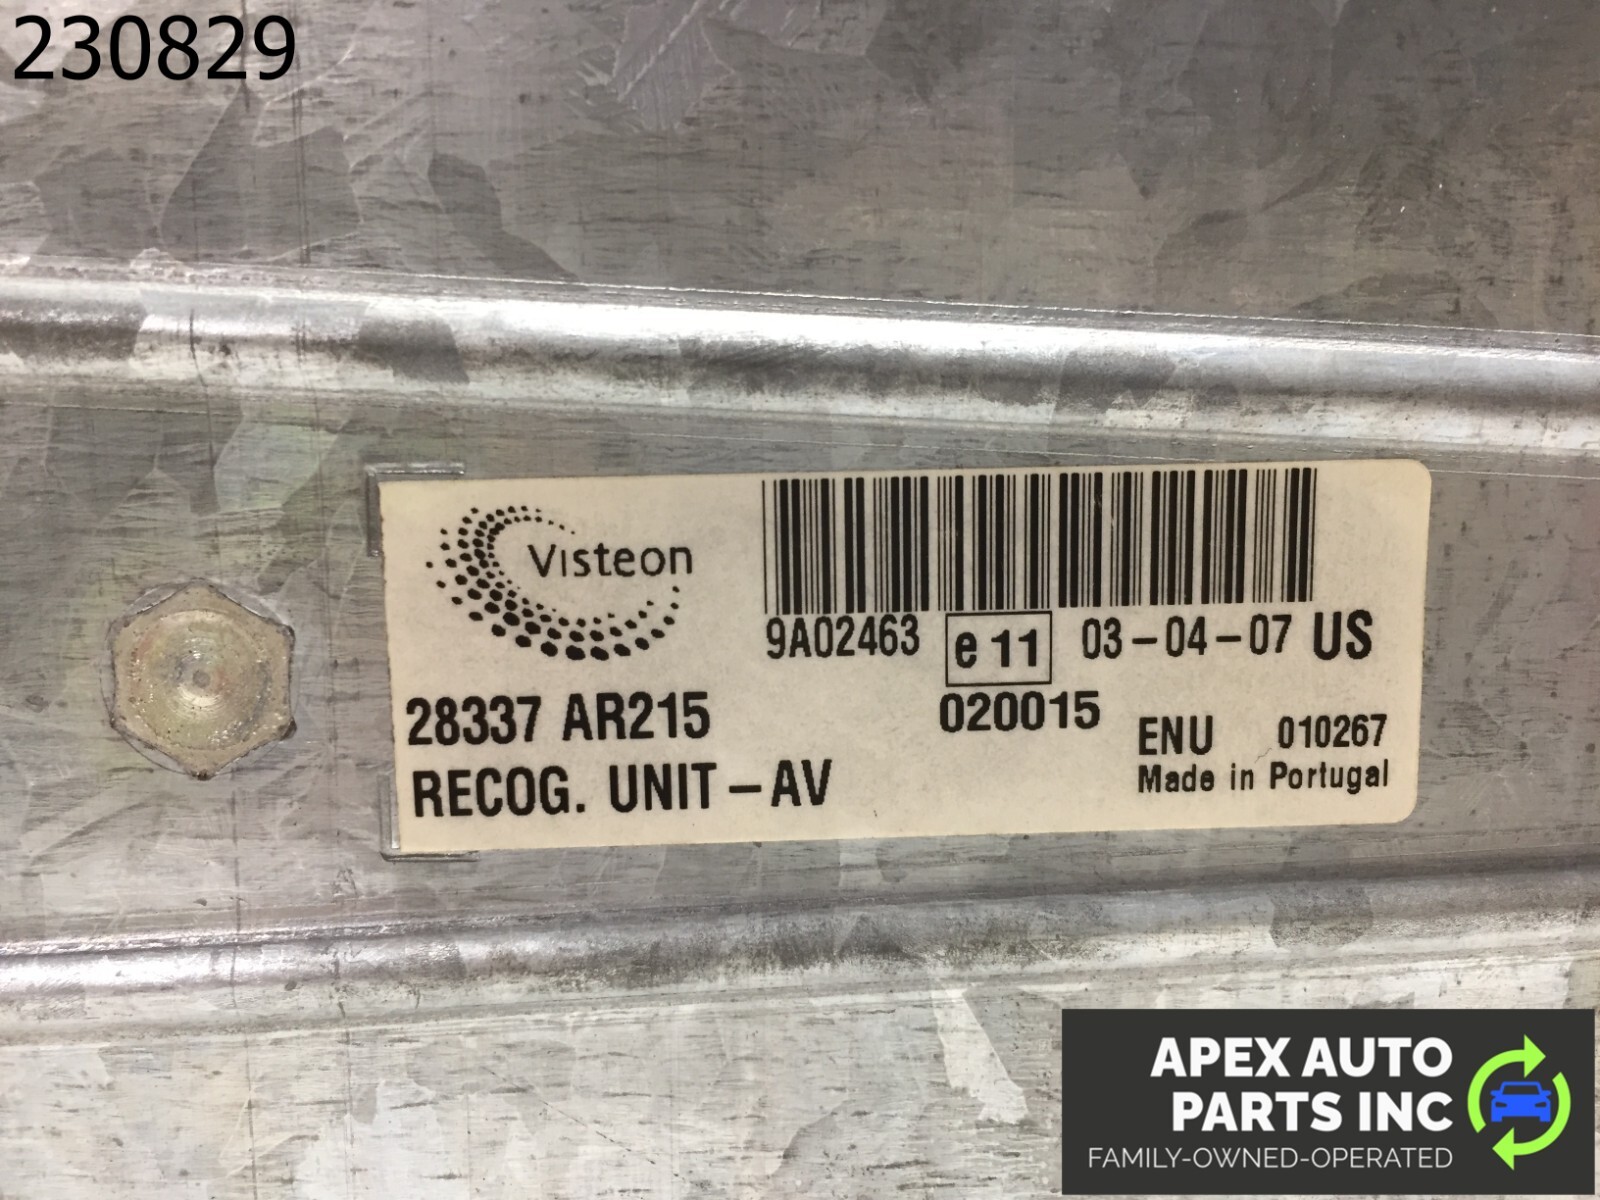 230829
Visteon
9A02463 e 11 03-04-07 US
28337 AR215 020015
ENU 010267
RECOG. UNIT-AV Made in Portugal
APEX AUTO
PARTS INC
FAMILY-OWNED-OPERATED